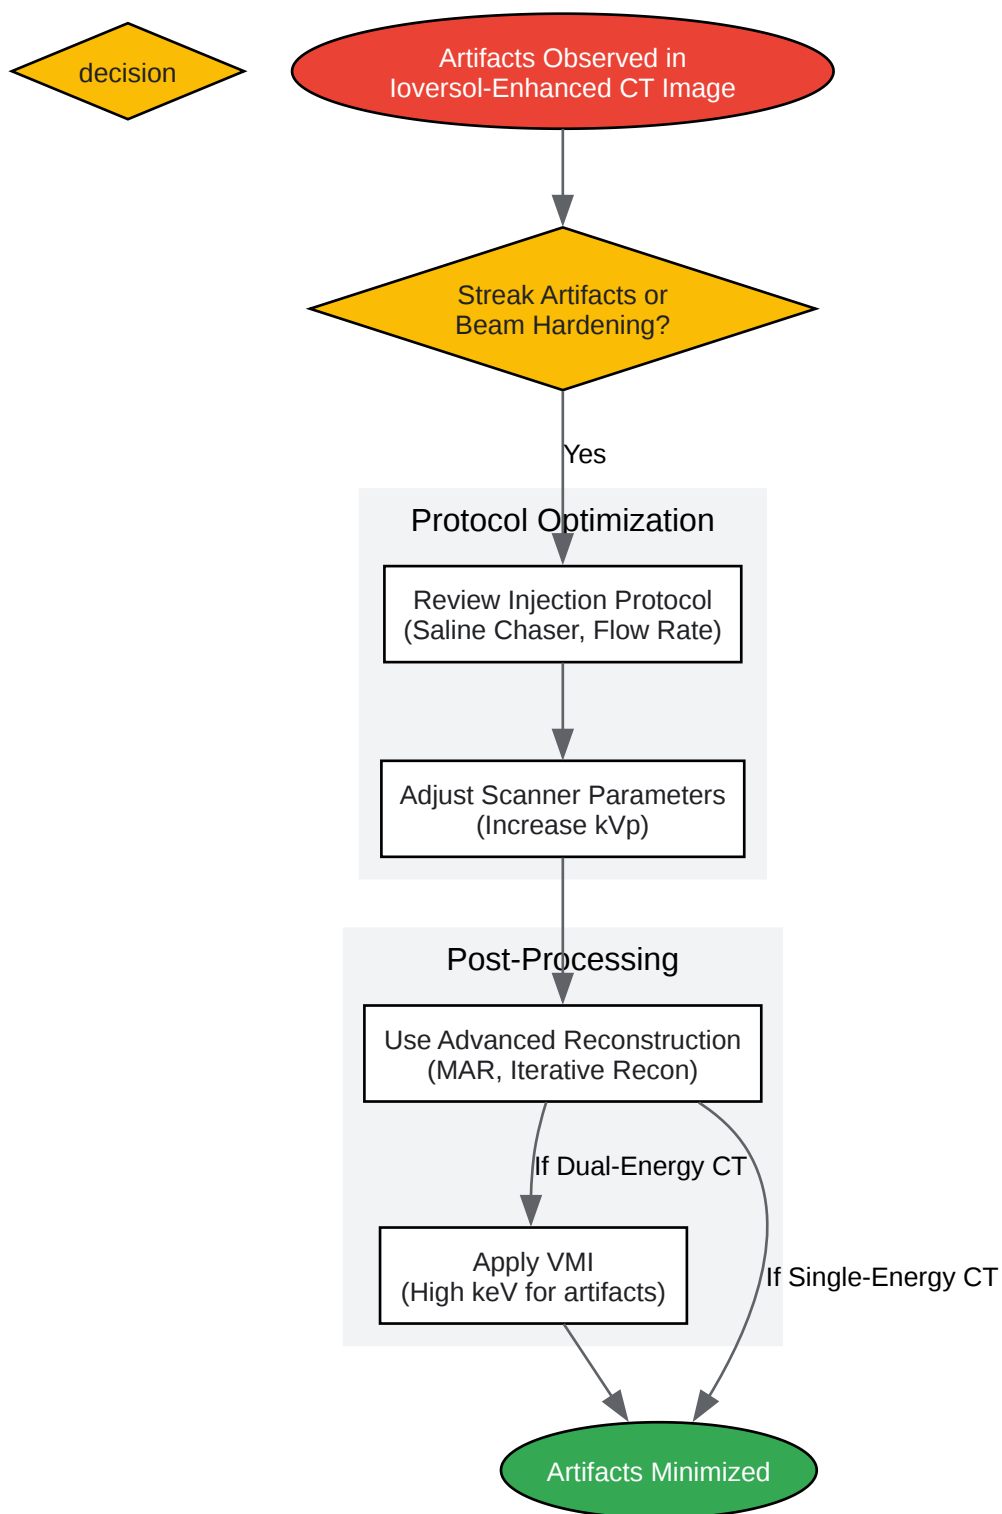 decision
Artifacts Observed in
Ioversol-Enhanced CT Image
Streak Artifacts or
Beam Hardening?
Yes
Protocol Optimization
Review Injection Protocol
(Saline Chaser, Flow Rate)
Adjust Scanner Parameters
(Increase kVp)
Post-Processing
Use Advanced Reconstruction
(MAR, Iterative Recon)
If Dual-Energy CT
Apply VMI
(High keV for artifacts)
If Single-Energy CT
Artifacts Minimized